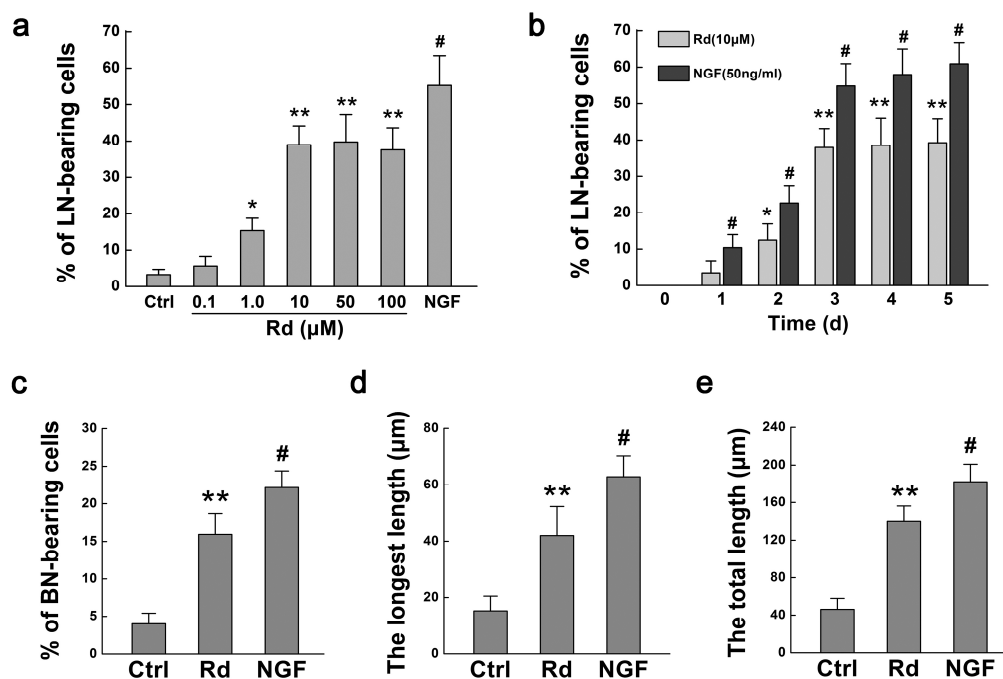 a
70
60
50
40
30
20
10
0
% of LN-bearing cells
*
**
**
**
#
Ctrl 0.1 1.0 10 50 100 NGF
Rd (µM)
b
70
60
50
40
30
20
10
0
% of LN-bearing cells
Rd(10µM)
NGF(50ng/ml)
#
*
#
**
#
**
#
**
#
0 1 2 3 4 5
Time (d)
c
30
25
20
15
10
5
0
% of BN-bearing cells
**
#
Ctrl Rd NGF
d
80
60
40
20
0
The longest length (µm)
**
#
Ctrl Rd NGF
e
240
200
160
120
80
40
0
The total length (µm)
**
#
Ctrl Rd NGF